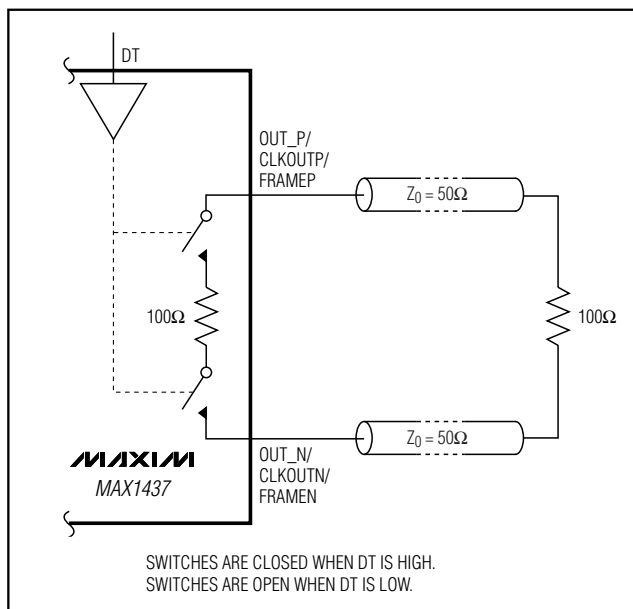 DT
OUT_P/
CLKOUTP/
FRAMEP
Z0 = 50Ω
100Ω
100Ω
Z0 = 50Ω
MAXIM
MAX1437
OUT_N/
CLKOUTN/
FRAMEN
SWITCHES ARE CLOSED WHEN DT IS HIGH.
SWITCHES ARE OPEN WHEN DT IS LOW.